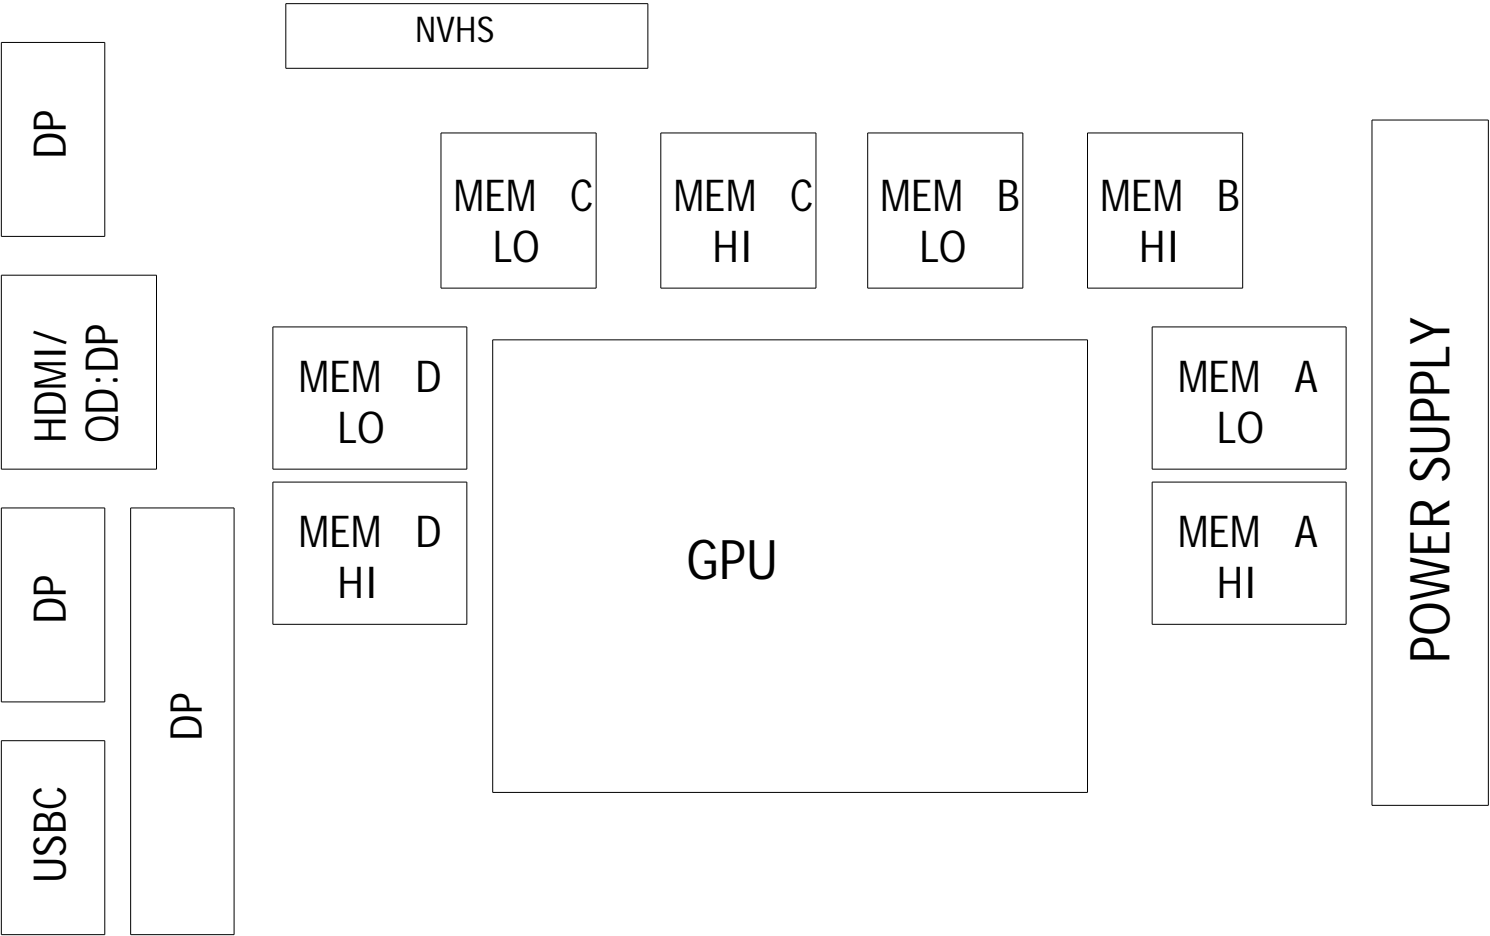 NVHS
DP
MEM C
LO
MEM C
HI
MEM B
LO
MEM B
HI
HDMI/
QD:DP
MEM D
LO
MEM A
LO
POWER SUPPLY
MEM D
HI
GPU
MEM A
HI
DP
DP
USBC